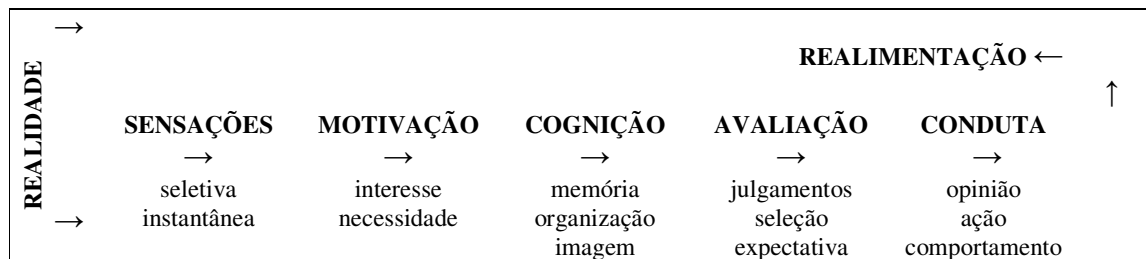 REALIDADE
→
REALIMENTAÇÃO ←
↑
SENSAÇÕES MOTIVAÇÃO COGNIÇÃO AVALIAÇÃO CONDUTA
→ → → → →
seletiva interesse memória julgamentos opinião
→ instantânea necessidade organização seleção ação
imagem expectativa comportamento